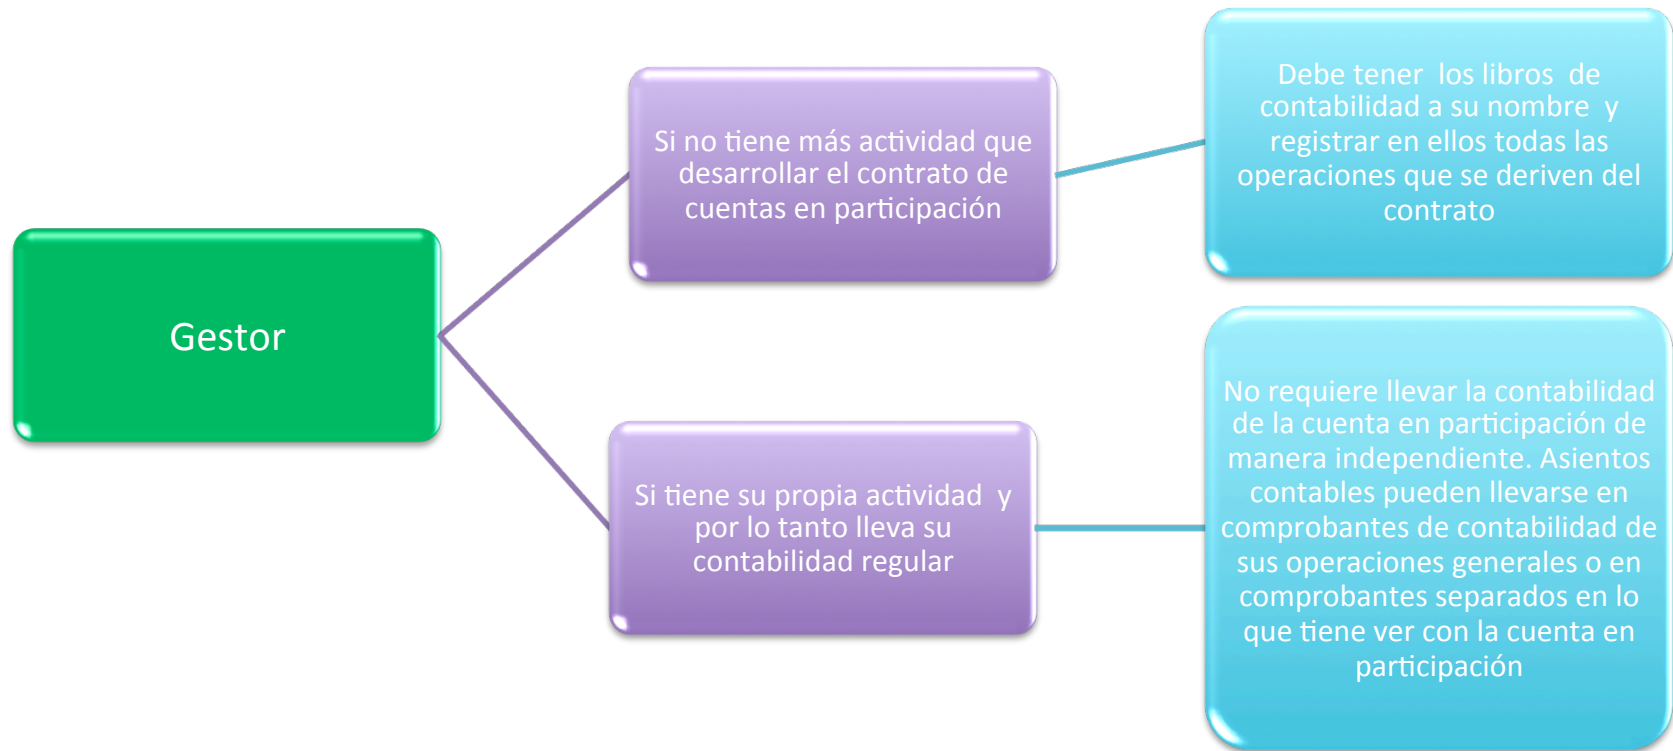 Gestor
Si no tiene más actividad que
desarrollar el contrato de
cuentas en participación
Debe tener los libros de
contabilidad a su nombre y
registrar en ellos todas las
operaciones que se deriven del
contrato
Si tiene su propia actividad y
por lo tanto lleva su
contabilidad regular
No requiere llevar la contabilidad
de la cuenta en participación de
manera independiente. Asientos
contables pueden llevarse en
comprobantes de contabilidad de
sus operaciones generales o en
comprobantes separados en lo
que tiene ver con la cuenta en
participación